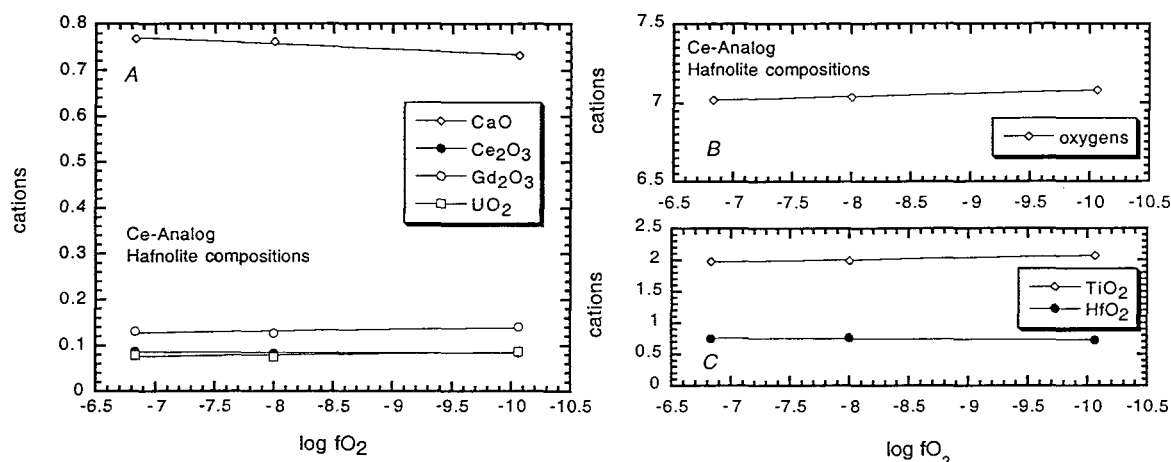 0.8
0.7
0.6
0.5
0.4
0.3
0.2
0.1
0
cations
A
CaO
Ce₂O₃
Gd₂O₃
UO₂
Ce-Analog
Hafnolite compositions
-6.5 -7 -7.5 -8 -8.5 -9 -9.5 -10 -10.5
log fO₂
7.5
7
6.5
cations
Ce-Analog
Hafnolite compositions
B
oxygens
-6.5 -7 -7.5 -8 -8.5 -9 -9.5 -10 -10.5
2.5
2
1.5
1
0.5
0
cations
TiO₂
HfO₂
C
-6.5 -7 -7.5 -8 -8.5 -9 -9.5 -10 -10.5
log fO₂